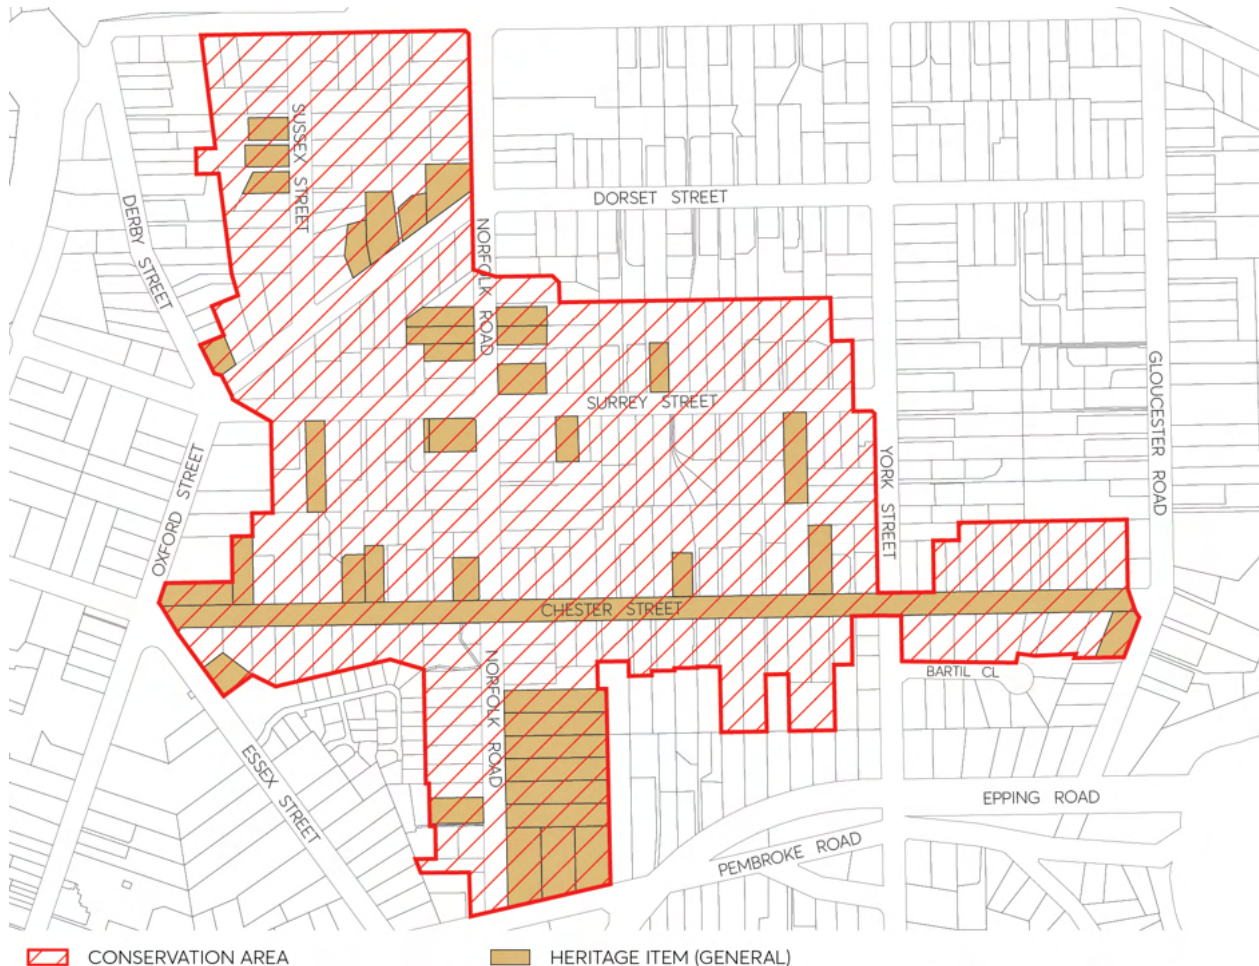 SUSSEX STREET
DORSET STREET
DERBY STREET
NORFOLK ROAD
GLOUCESTER ROAD
SURREY STREET
OXFORD STREET
YORK STREET
CHESTER STREET
NORFOLK ROAD
BARTIL CL
ESSEX STREET
EPPING ROAD
PEMBROKE ROAD
CONSERVATION AREA
HERITAGE ITEM (GENERAL)